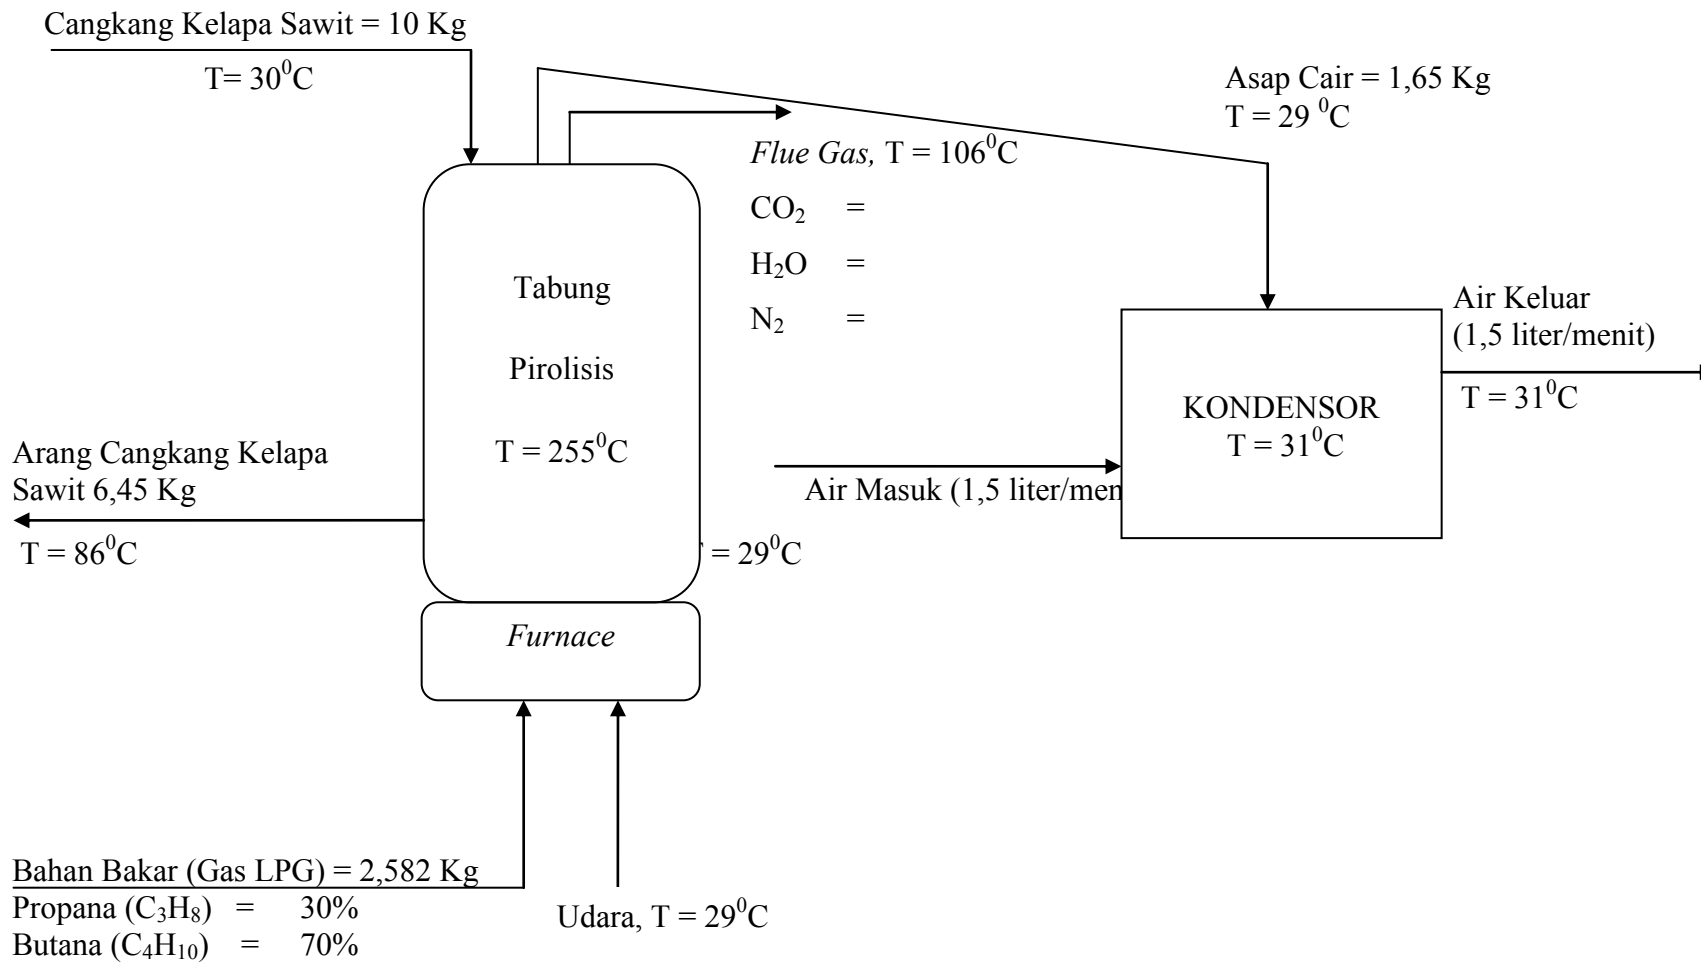 Cangkang Kelapa Sawit = 10 Kg
T= 30⁰C
Asap Cair = 1,65 Kg
T = 29 ⁰C
Flue Gas, T = 106⁰C
CO₂ =
H₂O =
N₂ =
Tabung
Pirolisis
T = 255⁰C
Air Keluar
(1,5 liter/menit)
T = 31⁰C
KONDENSOR
T = 31⁰C
Arang Cangkang Kelapa
Sawit 6,45 Kg
T = 86⁰C
Air Masuk (1,5 liter/men
= 29⁰C
Furnace
Bahan Bakar (Gas LPG) = 2,582 Kg
Propana (C₃H₈) = 30%
Butana (C₄H₁₀) = 70%
Udara, T = 29⁰C